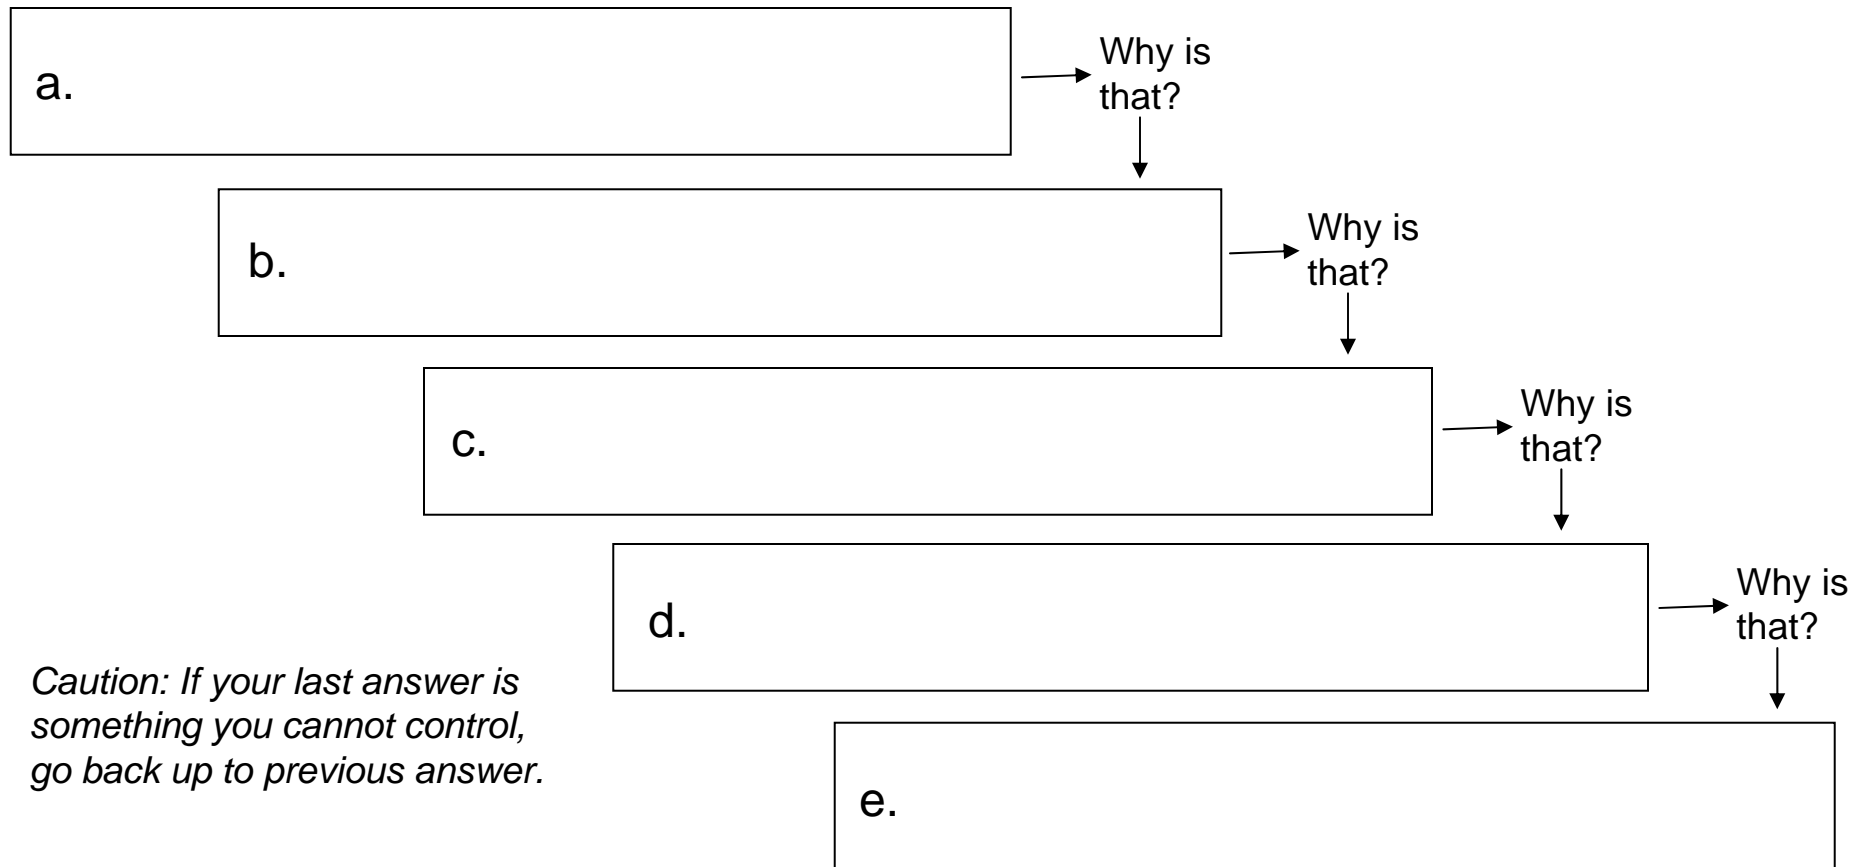 a.
Why is
that?
b.
Why is
that?
c.
Why is
that?
d.
Why is
that?
Caution: If your last answer is
something you cannot control,
go back up to previous answer.
e.